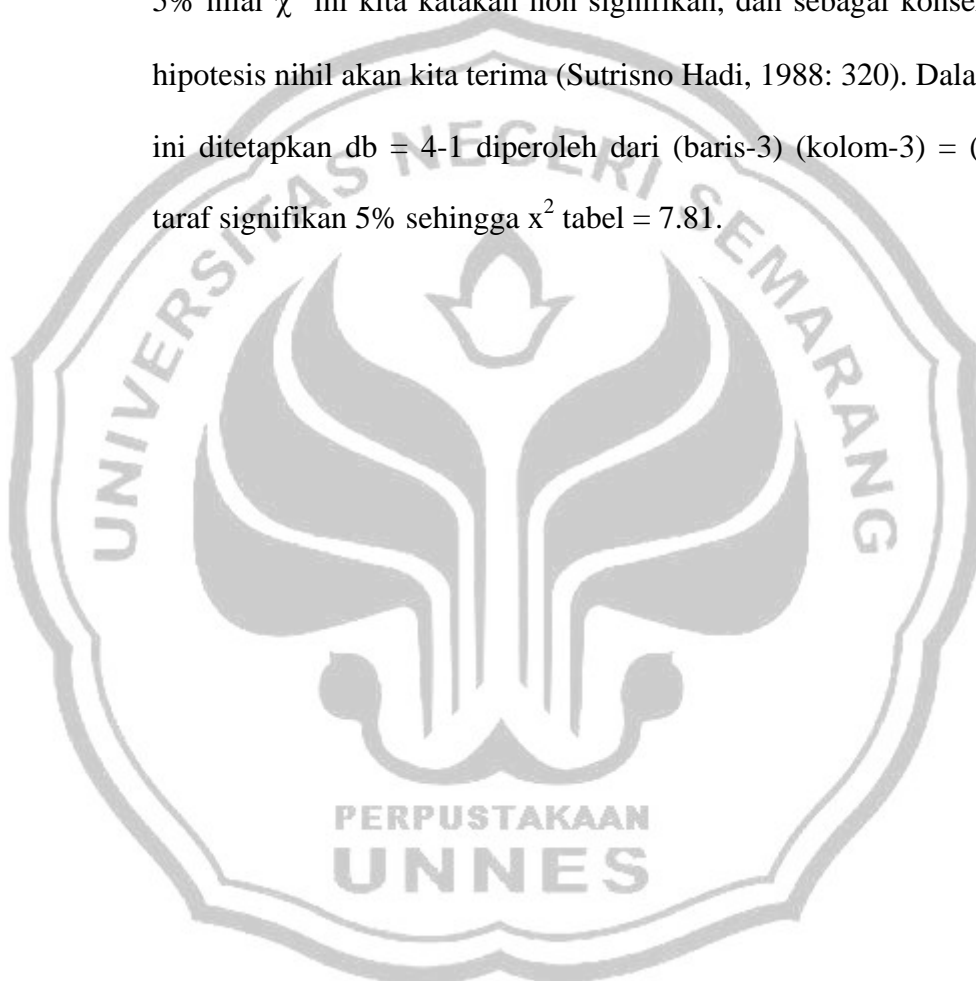 5% nilai χ² ini kita katakan non signifikan, dan sebagai
hipotesis nihil akan kita terima (Sutrisno Hadi, 1988: 320).
ini ditetapkan db = 4-1 diperoleh dari (baris-3) (kolom-3) = (
taraf signifikan 5% sehingga x² tabel = 7.81.
UNIVERSITAS NEGERI SEMARANG
PERPUSTAKAAN
UNNES